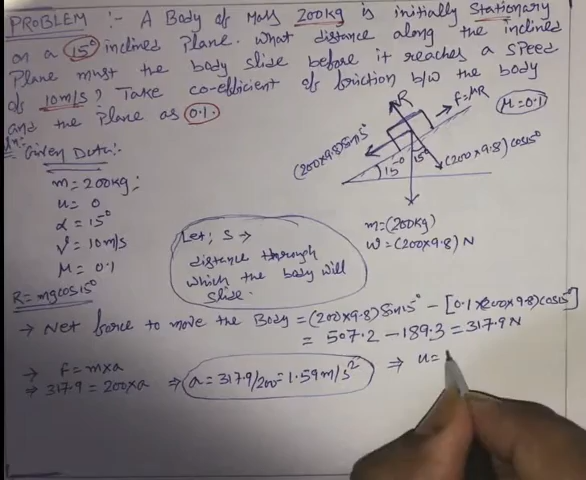 PROBLEM :- A Body of Mass 200kg is initially Stationary
on a 15° inclined Plane. What distance along the inclined
Plane must the body slide before it reaches a speed
of 10m/s? Take co-efficient of friction b/w the body
and the plane as 0.1.
Given Data:-
m = 200kg;
u = 0
α = 15°
V = 10m/s
μ = 0.1
R = mgcos15°
R
F=μR
μ=0.1
(200×9.8)Sin15°
15°
15°
(200×9.8) cos15°
m=(200kg)
W=(200×9.8) N
Let; S →
distance through
which the body will
slide.
→ Net force to move the Body = (200×9.8) Sin15° - [0.1×200×9.8) cos15°]
= 507.2 - 189.3 = 317.9 N
→ F = m×a
⇒ 317.9 = 200×a ⇒ a = 317.9/200 = 1.59 m/s² ⇒ u=